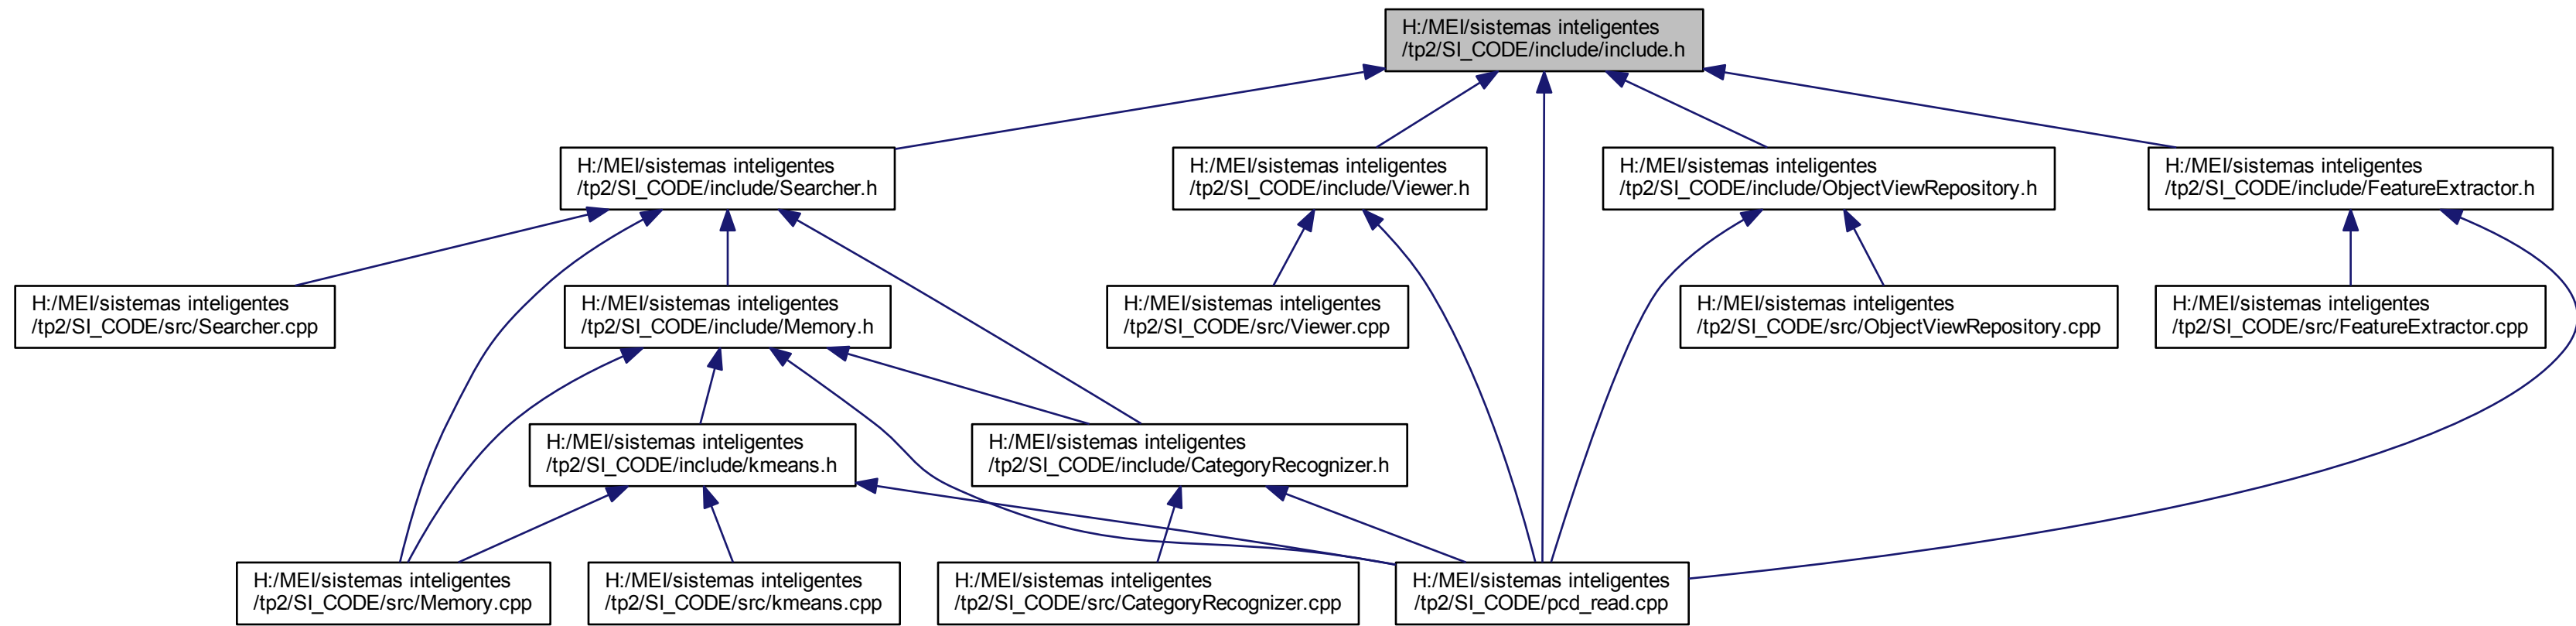 H:/MEI/sistemas inteligentes
/tp2/SI_CODE/include/include.h
H:/MEI/sistemas inteligentes
/tp2/SI_CODE/include/Searcher.h
H:/MEI/sistemas inteligentes
/tp2/SI_CODE/include/Viewer.h
H:/MEI/sistemas inteligentes
/tp2/SI_CODE/include/ObjectViewRepository.h
H:/MEI/sistemas inteligentes
/tp2/SI_CODE/include/FeatureExtractor.h
H:/MEI/sistemas inteligentes
/tp2/SI_CODE/src/Searcher.cpp
H:/MEI/sistemas inteligentes
/tp2/SI_CODE/include/Memory.h
H:/MEI/sistemas inteligentes
/tp2/SI_CODE/src/Viewer.cpp
H:/MEI/sistemas inteligentes
/tp2/SI_CODE/src/ObjectViewRepository.cpp
H:/MEI/sistemas inteligentes
/tp2/SI_CODE/src/FeatureExtractor.cpp
H:/MEI/sistemas inteligentes
/tp2/SI_CODE/include/kmeans.h
H:/MEI/sistemas inteligentes
/tp2/SI_CODE/include/CategoryRecognizer.h
H:/MEI/sistemas inteligentes
/tp2/SI_CODE/src/Memory.cpp
H:/MEI/sistemas inteligentes
/tp2/SI_CODE/src/kmeans.cpp
H:/MEI/sistemas inteligentes
/tp2/SI_CODE/src/CategoryRecognizer.cpp
H:/MEI/sistemas inteligentes
/tp2/SI_CODE/pcd_read.cpp